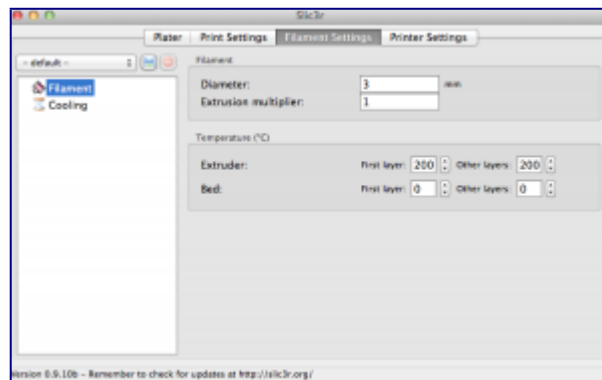 Slic3r
Plater Print Settings Filament Settings Printer Settings
- default -
Filament
Cooling
Filament
Diameter: 3 mm
Extrusion multiplier: 1
Temperature (°C)
Extruder: First layer: 200 Other layers: 200
Bed: First layer: 0 Other layers: 0
Version 0.9.10b - Remember to check for updates at http://slic3r.org/